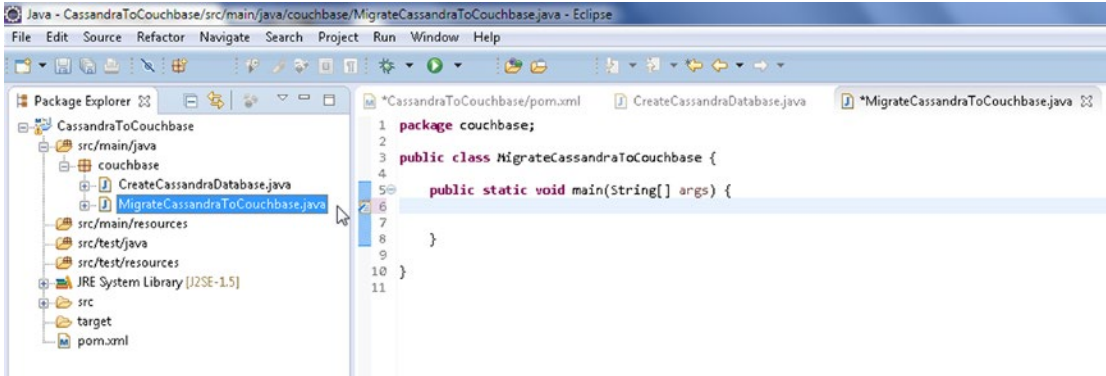 Java - CassandraToCouchbase/src/main/java/couchbase/MigrateCassandraToCouchbase.java - Eclipse
File Edit Source Refactor Navigate Search Project Run Window Help
Package Explorer
CassandraToCouchbase
src/main/java
couchbase
CreateCassandraDatabase.java
MigrateCassandraToCouchbase.java
src/main/resources
src/test/java
src/test/resources
JRE System Library [J2SE-1.5]
src
target
pom.xml
*CassandraToCouchbase/pom.xml CreateCassandraDatabase.java *MigrateCassandraToCouchbase.java
1 package couchbase;
2
3 public class MigrateCassandraToCouchbase {
4
5 public static void main(String[] args) {
6
7
8 }
9
10 }
11